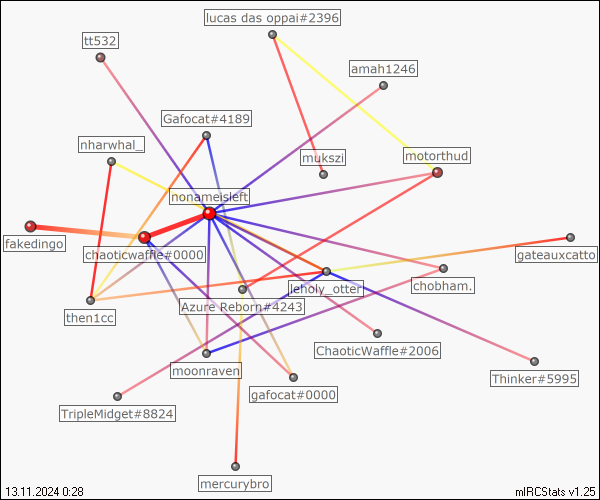 lucas das oppai#2396
tt532
amah1246
Gafocat#4189
nharwhal_
mukszi
motorthud
nonameisleft
fakedingo
chaoticwaffle#0000
gateauxcatto
chobham.
leholy_otter
Azure Reborn#4243
then1cc
ChaoticWaffle#2006
moonraven
Thinker#5995
gafocat#0000
TripleMidget#8824
mercurybro
13.11.2024 0:28
mIRCStats v1.25